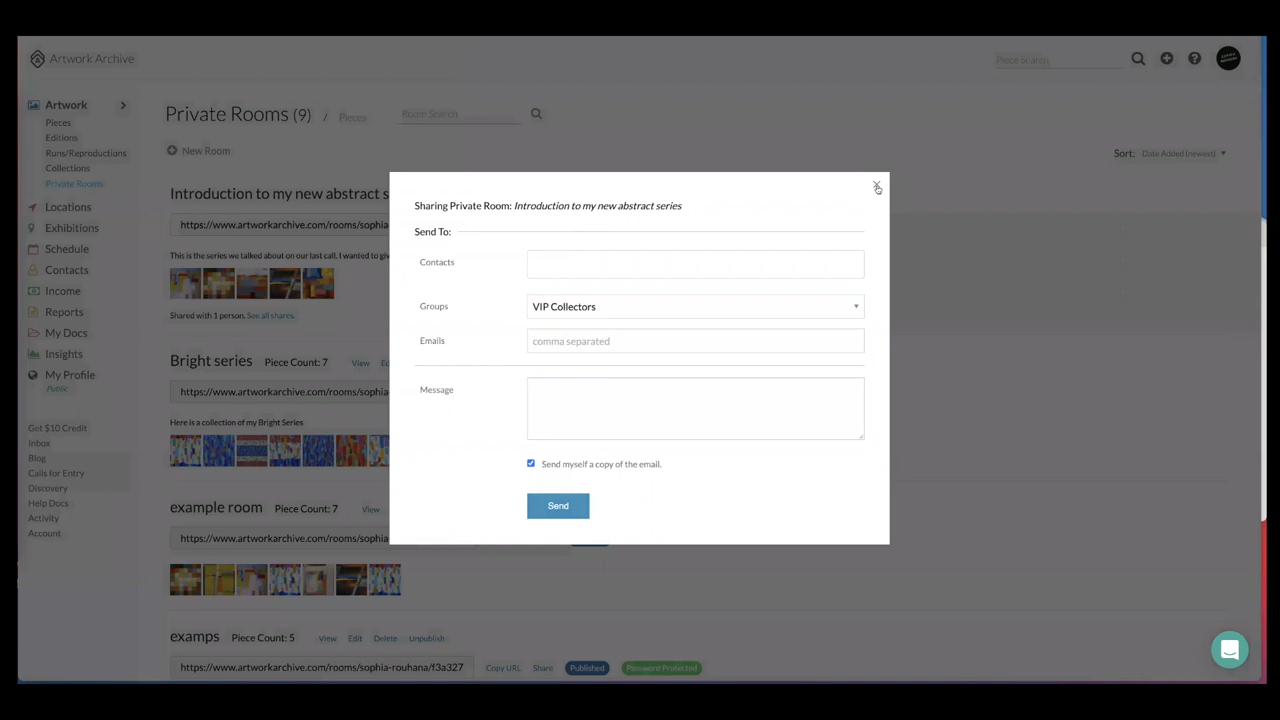 Artwork Archive
Piece Search
Artwork
Pieces
Editions
Runs/Reproductions
Collections
Private Rooms
Locations
Exhibitions
Schedule
Contacts
Income
Reports
My Docs
Insights
My Profile
Public
Get $10 Credit
Inbox
Blog
Calls for Entry
Discovery
Help Docs
Activity
Account
Private Rooms (9) / Pieces
Room Search
New Room
Sort: Date Added (newest)
Introduction to my new abstract s
https://www.artworkarchive.com/rooms/sophia
This is the series we talked about on our last call. I wanted to giv
Shared with 1 person. See all shares.
Bright series Piece Count: 7 View Ed
https://www.artworkarchive.com/rooms/sophia
Here is a collection of my Bright Series
example room Piece Count: 7 View
https://www.artworkarchive.com/rooms/sophia
examps Piece Count: 5 View Edit Delete Unpublish
https://www.artworkarchive.com/rooms/sophia-rouhana/f3a327 Copy URL Share Published Password Protected
Sharing Private Room: Introduction to my new abstract series
Send To:
Contacts
Groups VIP Collectors
Emails comma separated
Message
Send myself a copy of the email.
Send